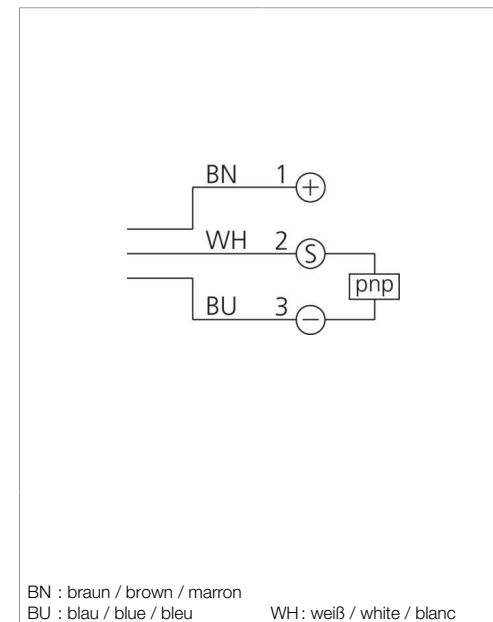 BN 1 +
WH 2 S
pnp
BU 3 −
BN : braun / brown / marron
BU : blau / blue / bleu WH : weiß / white / blanc